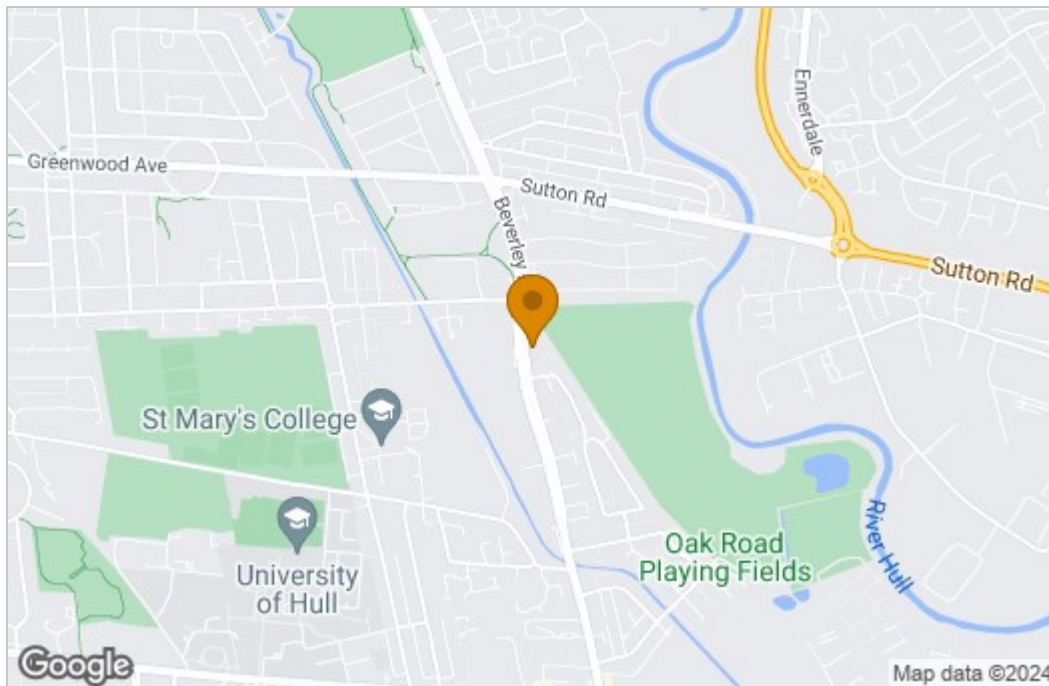 Greenwood Ave
Sutton Rd
Ennerdale
Beverley
Sutton Rd
St Mary's College
University
of Hull
Oak Road
Playing Fields
River Hull
Google
Map data ©2024